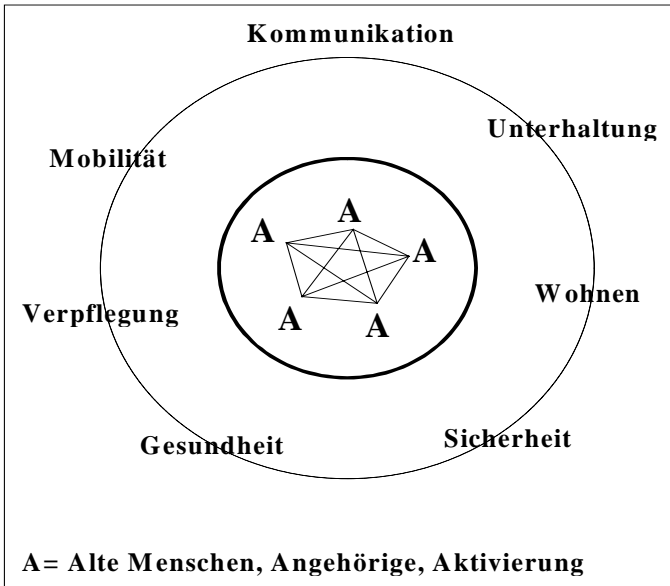 Kommunikation
Unterhaltung
Mobilität
A
A
A
Wohnen
Verpflegung
A
A
Sicherheit
Gesundheit
A= Alte Menschen, Angehörige, Aktivierung